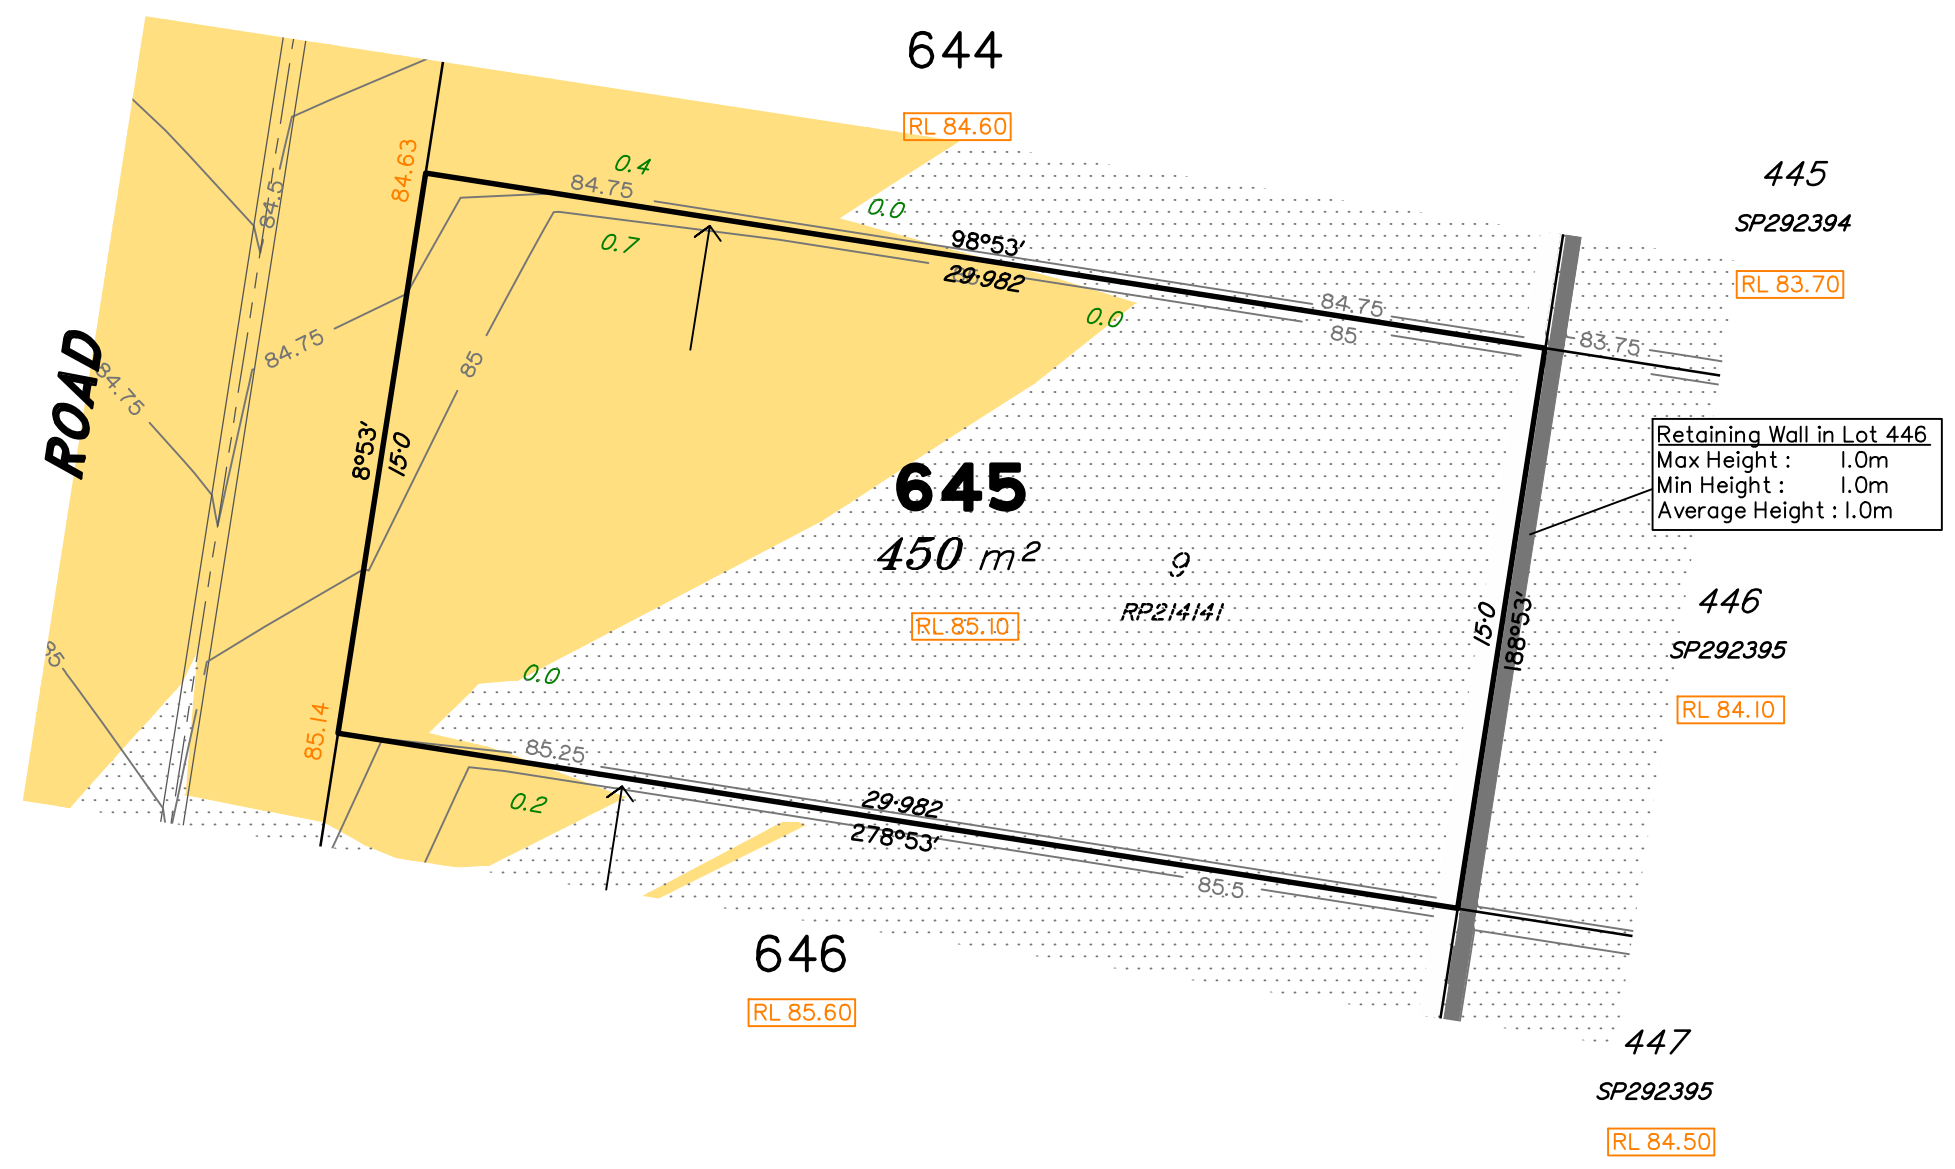 644
RL 84.60
445
SP292394
RL 83.70
84.63
0.4
84.75
0.0
84.5
0.7
98°53′
29·982
0.0
84.75
85
83.75
84.75
85
84.75
ROAD
8°53′
15·0
Retaining Wall in Lot 446
Max Height : 1.0m
Min Height : 1.0m
Average Height : 1.0m
645
450 m²
9
RP214141
RL 85.10
15·0
188°53′
446
SP292395
RL 84.10
85
0.0
85.14
85.25
0.2
29·982
278°53′
85.5
646
RL 85.60
447
SP292395
RL 84.50